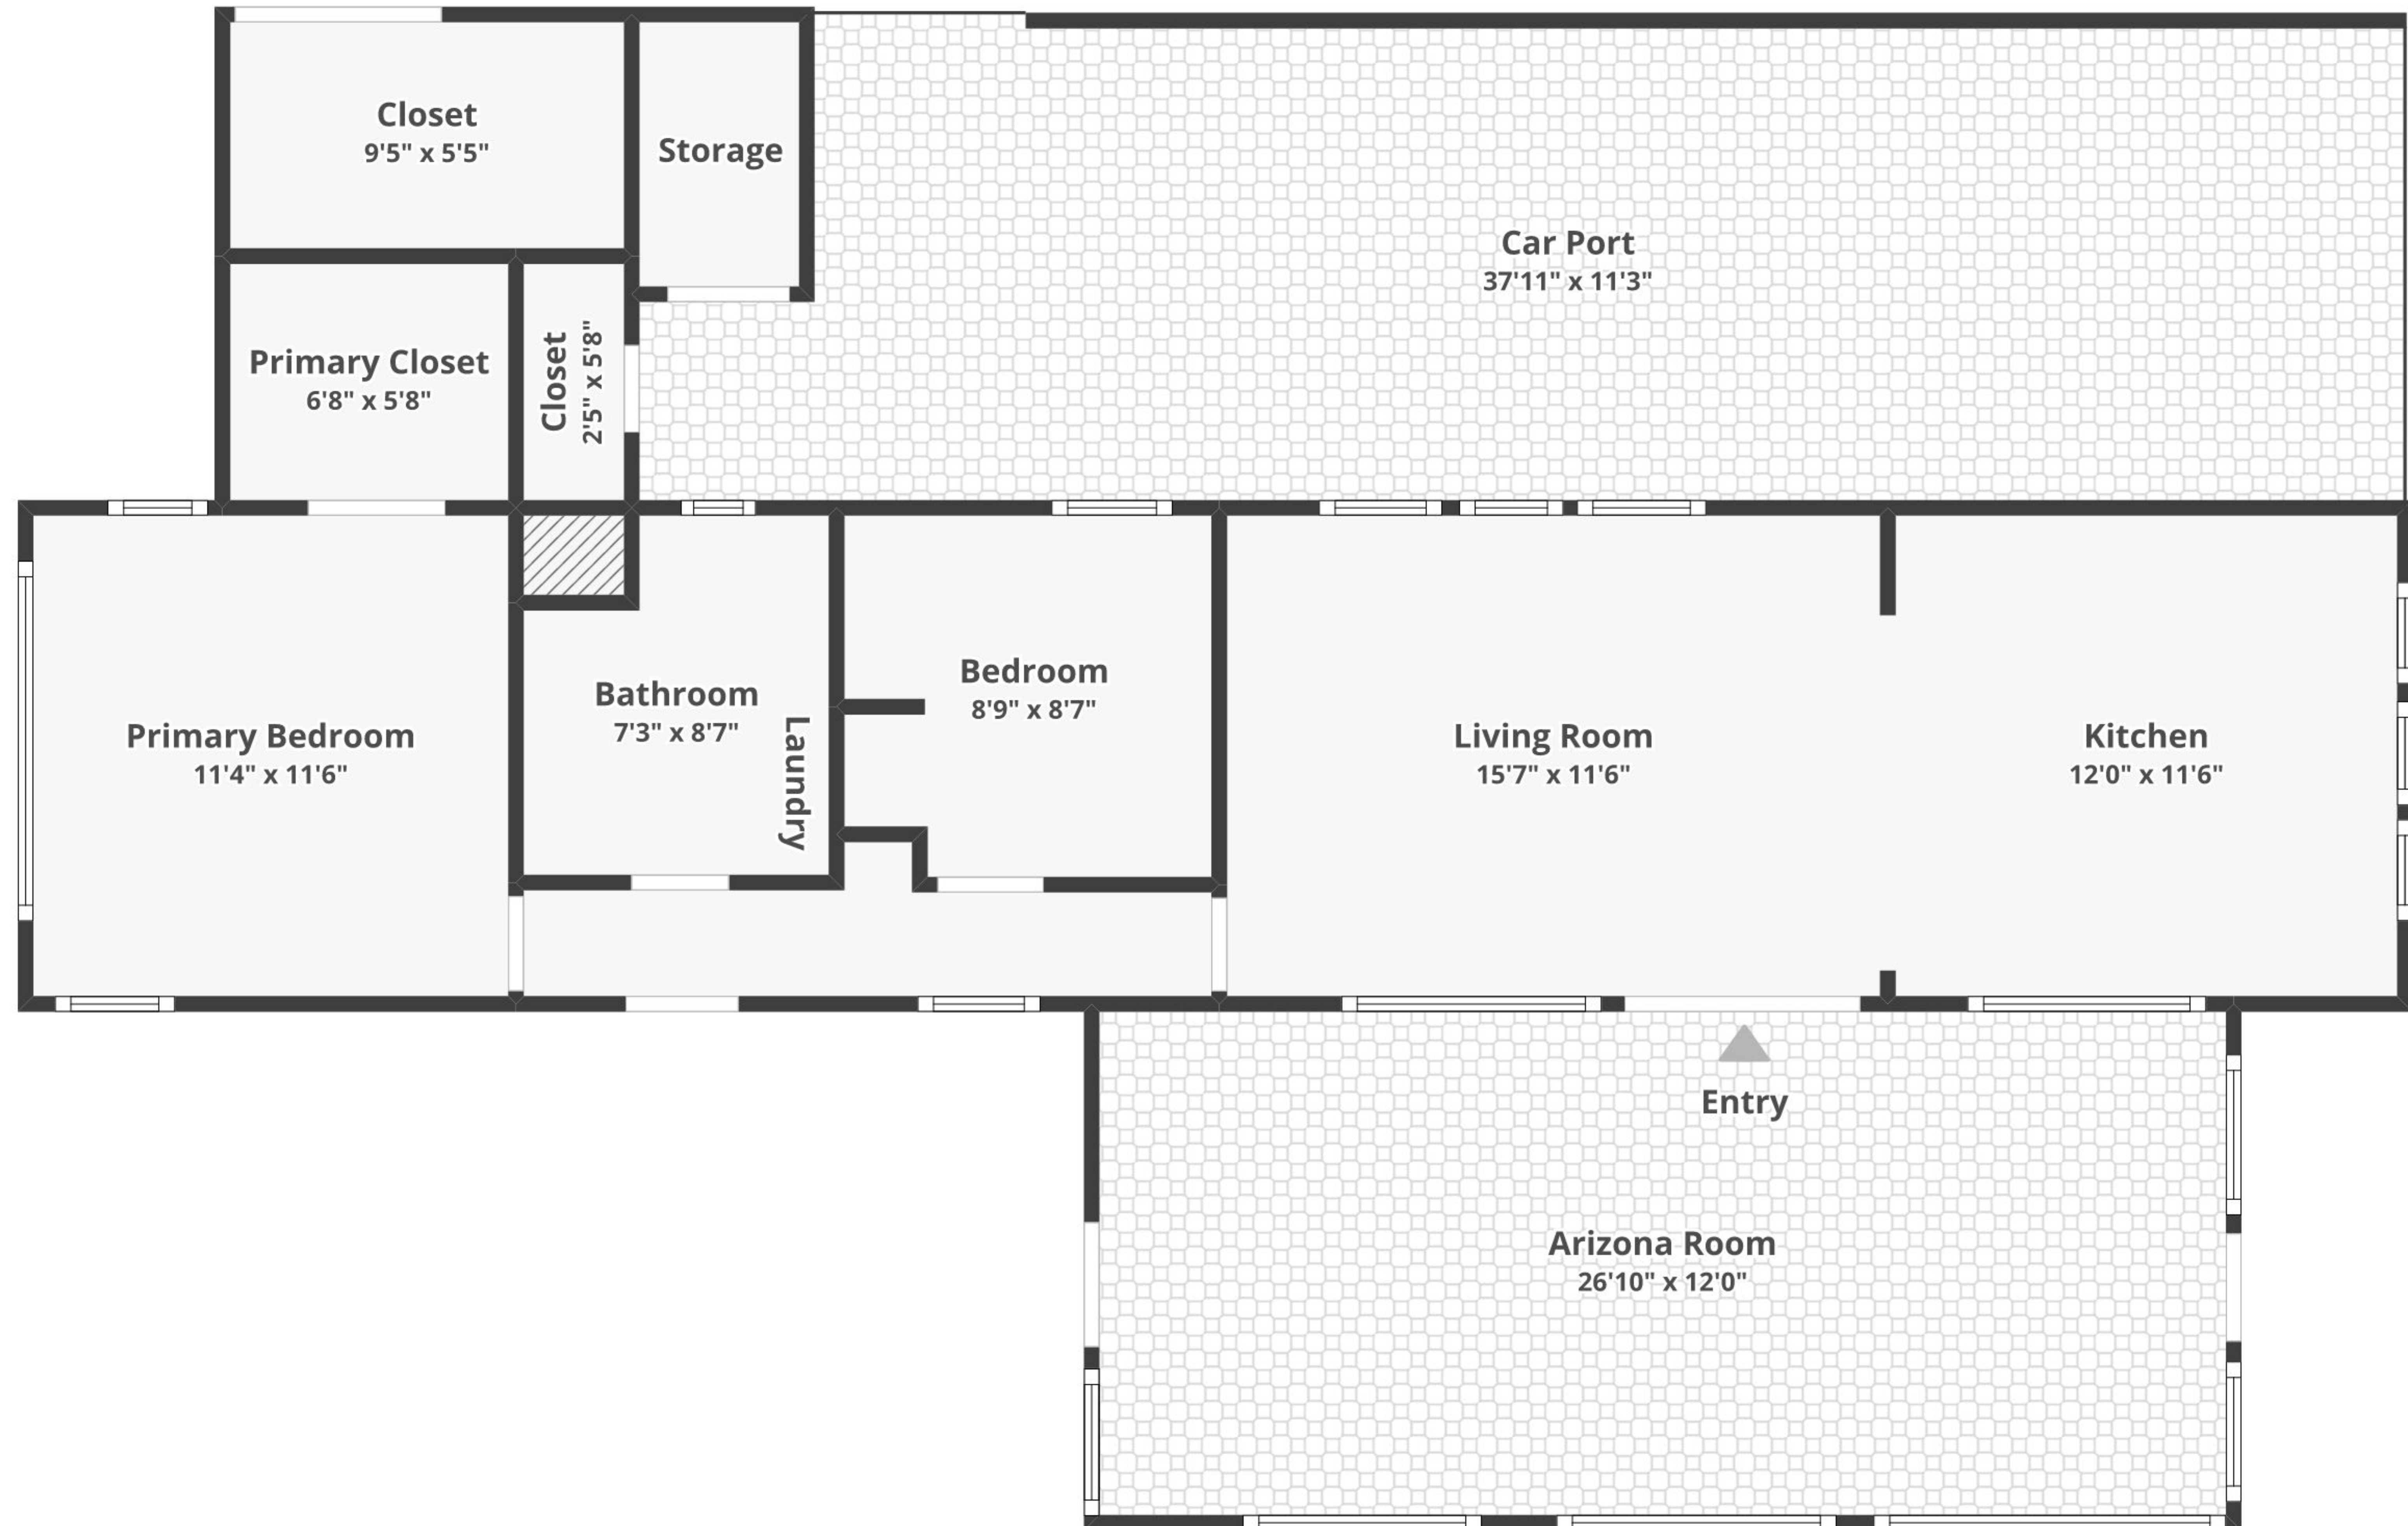 Closet
9'5" x 5'5"
Storage
Car Port
37'11" x 11'3"
Primary Closet
6'8" x 5'8"
Closet
2'5" x 5'8"
Bedroom
8'9" x 8'7"
Bathroom
7'3" x 8'7"
Laundry
Primary Bedroom
11'4" x 11'6"
Living Room
15'7" x 11'6"
Kitchen
12'0" x 11'6"
Entry
Arizona Room
26'10" x 12'0"